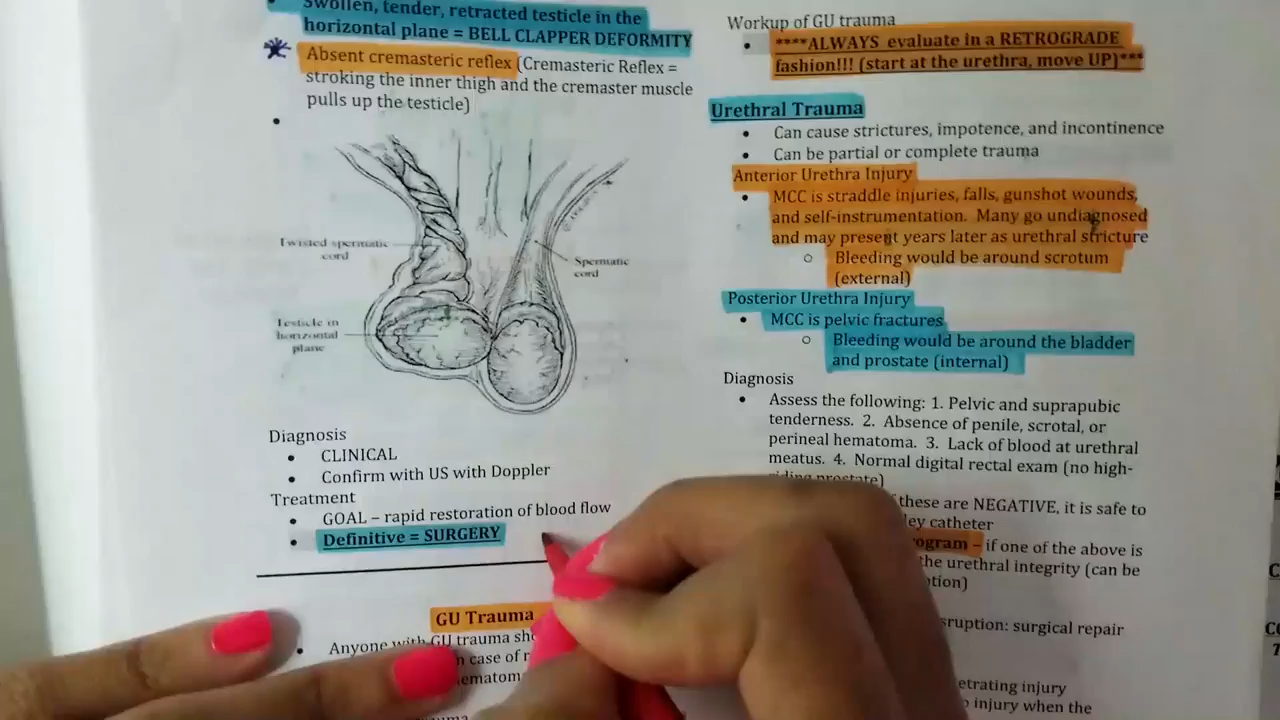 Swollen, tender, retracted testicle in the
horizontal plane = BELL CLAPPER DEFORMITY
Absent cremasteric reflex (Cremasteric Reflex =
stroking the inner thigh and the cremaster muscle
pulls up the testicle)
Twisted spermatic
cord
Spermatic
cord
Testicle in
horizontal
plane
Diagnosis
CLINICAL
Confirm with US with Doppler
Treatment
GOAL – rapid restoration of blood flow
Definitive = SURGERY
GU Trauma
Anyone with GU trauma
in case of
Workup of GU trauma
****ALWAYS evaluate in a RETROGRADE
fashion!!! (start at the urethra, move UP)***
Urethral Trauma
Can cause strictures, impotence, and incontinence
Can be partial or complete trauma
Anterior Urethra Injury
MCC is straddle injuries, falls, gunshot wounds,
and self-instrumentation. Many go undiagnosed
and may present years later as urethral stricture
Bleeding would be around scrotum
(external)
Posterior Urethra Injury
MCC is pelvic fractures
Bleeding would be around the bladder
and prostate (internal)
Diagnosis
Assess the following: 1. Pelvic and suprapubic
tenderness. 2. Absence of penile, scrotal, or
perineal hematoma. 3. Lack of blood at urethral
meatus. 4. Normal digital rectal exam (no high-
riding prostate)
these are NEGATIVE, it is safe to
catheter
– if one of the above is
the urethral integrity (can be
: surgical repair
injury
injury when the